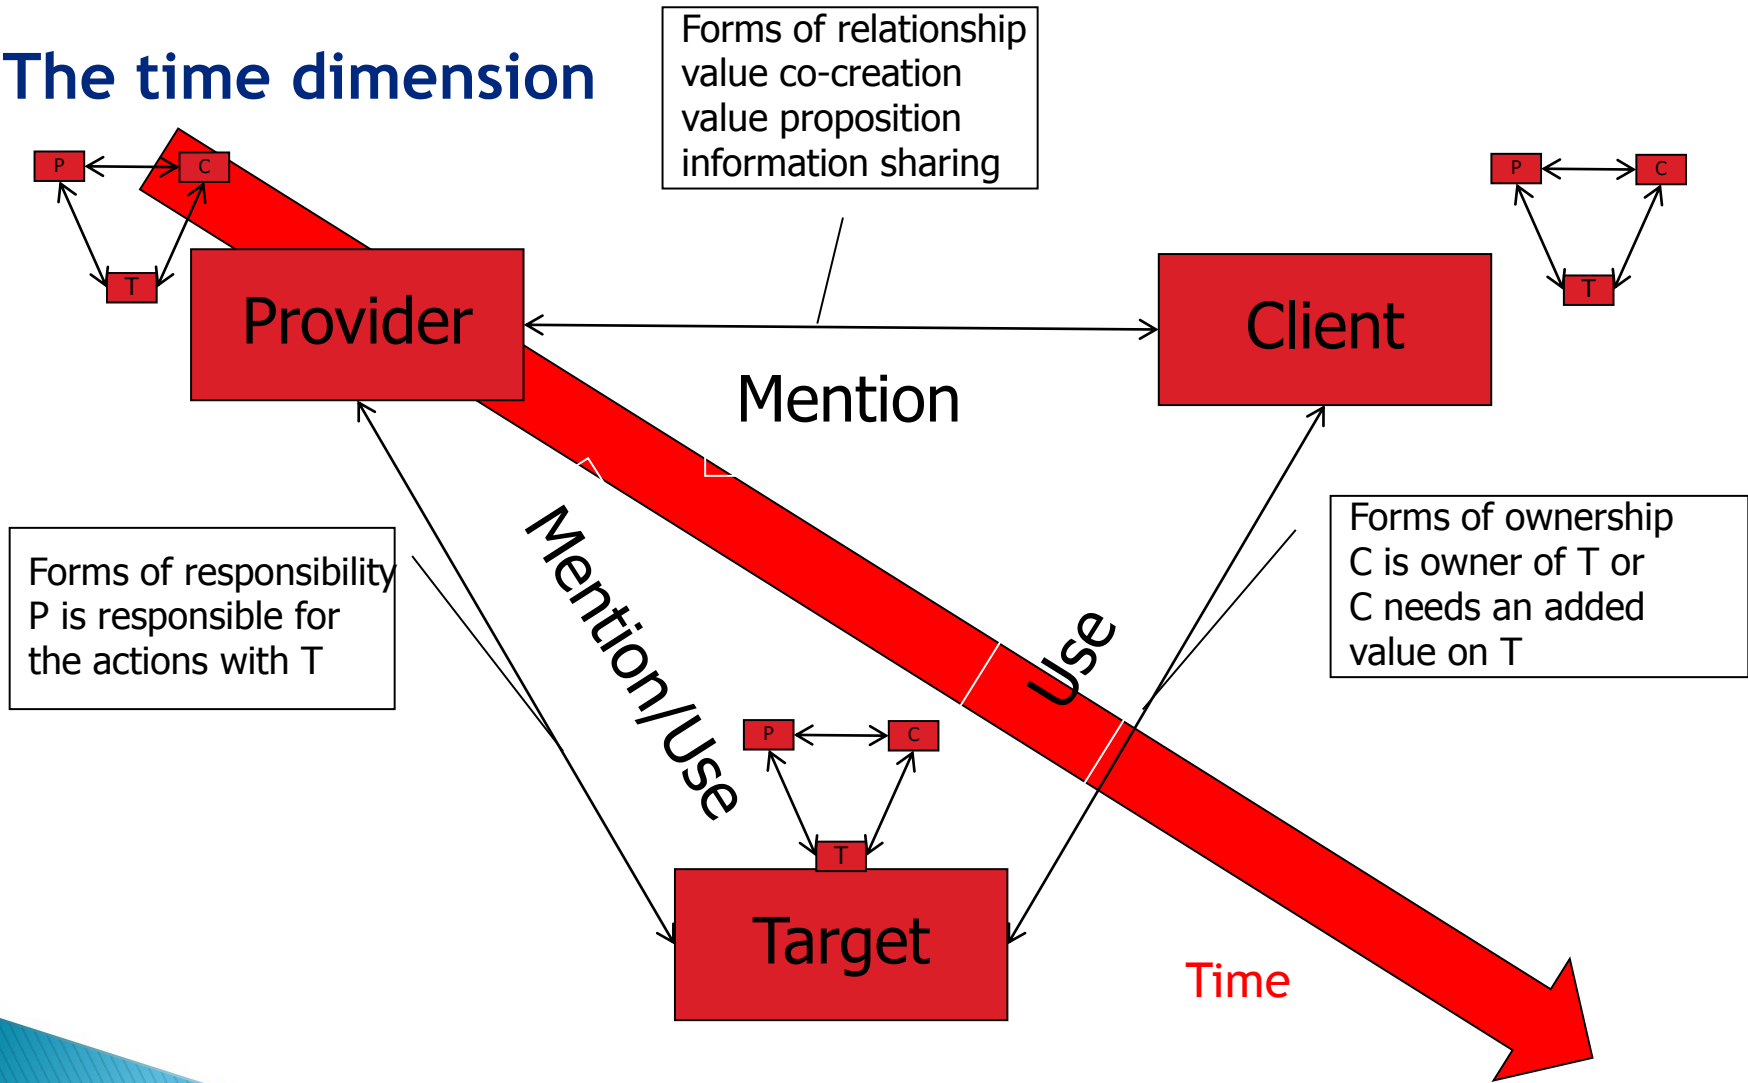 The time dimension
Forms of relationship
value co-creation
value proposition
information sharing
P
C
T
P
C
T
Provider
Client
Mention
Forms of responsibility
P is responsible for
the actions with T
Mention/Use
Use
Forms of ownership
C is owner of T or
C needs an added
value on T
P
C
T
Target
Time